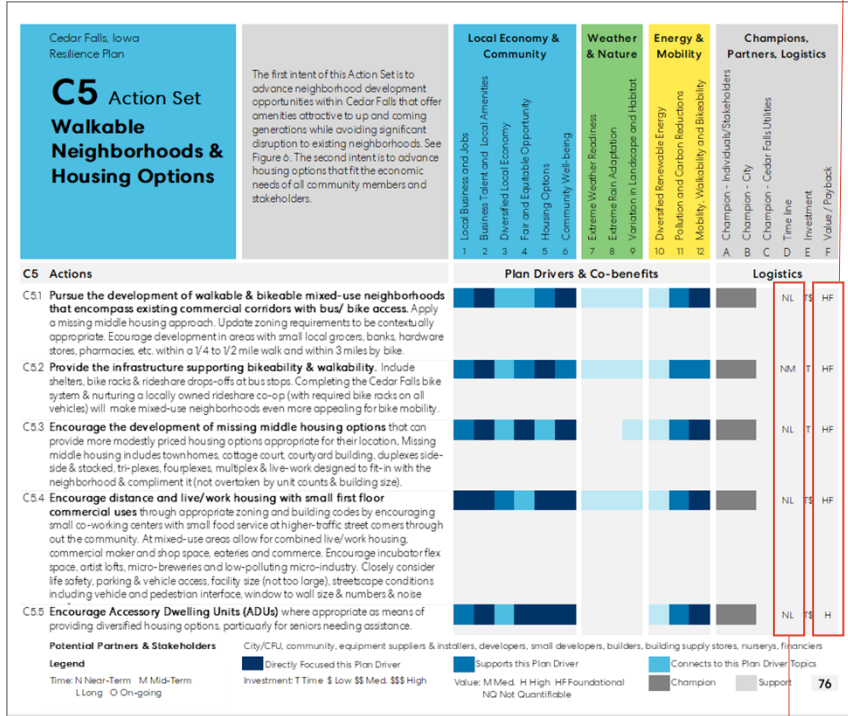 Cedar Falls, Iowa
Resilience Plan
C5 Action Set
Walkable
Neighborhoods &
Housing Options
The first intent of this Action Set is to
advance neighborhood development
opportunities within Cedar Falls that offer
amenities attractive to up and coming
generations while avoiding significant
disruption to existing neighborhoods. See
Figure 6. The second intent is to advance
housing options that fit the economic
needs of all community members and
stakeholders.
Local Economy &
Community
Weather
& Nature
Energy &
Mobility
Champions,
Partners, Logistics
Local Business and Jobs
Business Talent and Local Amenities
Diversified Local Economy
Fair and Equitable Opportunity
Housing Options
Community Well-being
Extreme Weather Readiness
Extreme Rain Adaptation
Variation in Landscape and Habitat
Diversified Renewable Energy
Pollution and Carbon Reductions
Mobility, Walkability and Bikeability
Champion - Individuals/Stakeholders
Champion - City
Champion - Cedar Falls Utilites
Time line
Investment
Value / Payback
1 2 3 4 5 6 7 8 9 10 11 12 A B C D E F
C5 Actions Plan Drivers & Co-benefits Logistics
C5.1 Pursue the development of walkable & bikeable mixed-use neighborhoods NL T$ HF
that encompass existing commercial corridors with bus/ bike access. Apply
a missing middle housing approach. Update zoning requirements to be contextually
appropriate. Ecourage development in areas with small local grocers, banks, hardware
stores, pharmacies, etc. within a 1/4 to 1/2 mile walk and within 3 miles by bike.
C5.2 Provide the infrastructure supporting bikeability & walkability. Include NM T HF
shelters, bike racks & rideshare drops-offs at bus stops. Completing the Cedar Falls bike
system & nurturing a locally owned rideshare co-op (with required bike racks on all
vehicles) will make mixed-use neighborhoods even more appealing for bike mobility.
C5.3 Encourage the development of missing middle housing options that can NL T HF
provide more modestly priced housing options appropriate for their location. Missing
middle housing includes townhomes, cottage court, courtyard building, duplexes side-
side & stacked, tri-plexes, fourplexes, multiplex & live-work designed to fit-in with the
neighborhood & compliment it (not overtaken by unit counts & building size).
C5.4 Encourage distance and live/work housing with small first floor NL T$ HF
commercial uses through appropriate zoning and building codes by encouraging
small co-working centers with small food service at higher-traffic street corners through
out the community. At mixed-use areas allow for combined live/work housing,
commercial maker and shop space, eateries and commerce. Encourage incubator flex
space, artist lofts, micro-breweries and low-polluting micro-industry. Closely consider
life safety, parking & vehicle access, facility size (not too large), streetscape conditions
including vehicle and pedestrian interface, window to wall size & numbers & noise
C5.5 Encourage Accessory Dwelling Units (ADUs) where appropriate as means of NL T$ H
providing diversified housing options, particuarly for seniors needing assistance.
Potential Partners & Stakeholders City/CFU, community, equipment suppliers & installers, developers, small developers, builders, building supply stores, nurserys, financiers
Legend Directly Focused this Plan Driver Supports this Plan Driver Connects to this Plan Driver Topics
Time: N Near-Term M Mid-Term Investment: T Time $ Low $$ Med. $$$ High Value: M Med. H High HF Foundational Champion Support 76
L Long O On-going NQ Not Quantifiable